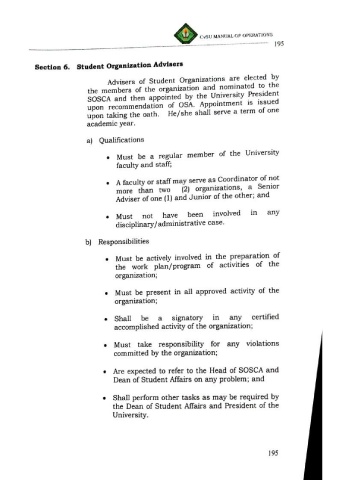 CvSU MANUAL OF OPERATIONS
195
Section 6. Student Organization Advisers
Advisers of Student Organizations are elected by
the members of the organization and nominated to the
SOSCA and then appointed by the University President
upon recommendation of OSA. Appointment is issued
upon taking the oath. He/she shall serve a term of one
academic year.
a) Qualifications
• Must be a regular member of the University
faculty and staff;
• A faculty or staff may serve as Coordinator of not
more than two (2) organizations, a Senior
Adviser of one (1) and Junior of the other; and
• Must not have been involved in any
disciplinary/administrative case.
b) Responsibilities
• Must be actively involved in the preparation of
the work plan/program of activities of the
organization;
• Must be present in all approved activity of the
organization;
• Shall be a signatory in any certified
accomplished activity of the organization;
• Must take responsibility for any violations
committed by the organization;
• Are expected to refer to the Head of SOSCA and
Dean of Student Affairs on any problem; and
• Shall perform other tasks as may be required by
the Dean of Student Affairs and President of the
University.
195